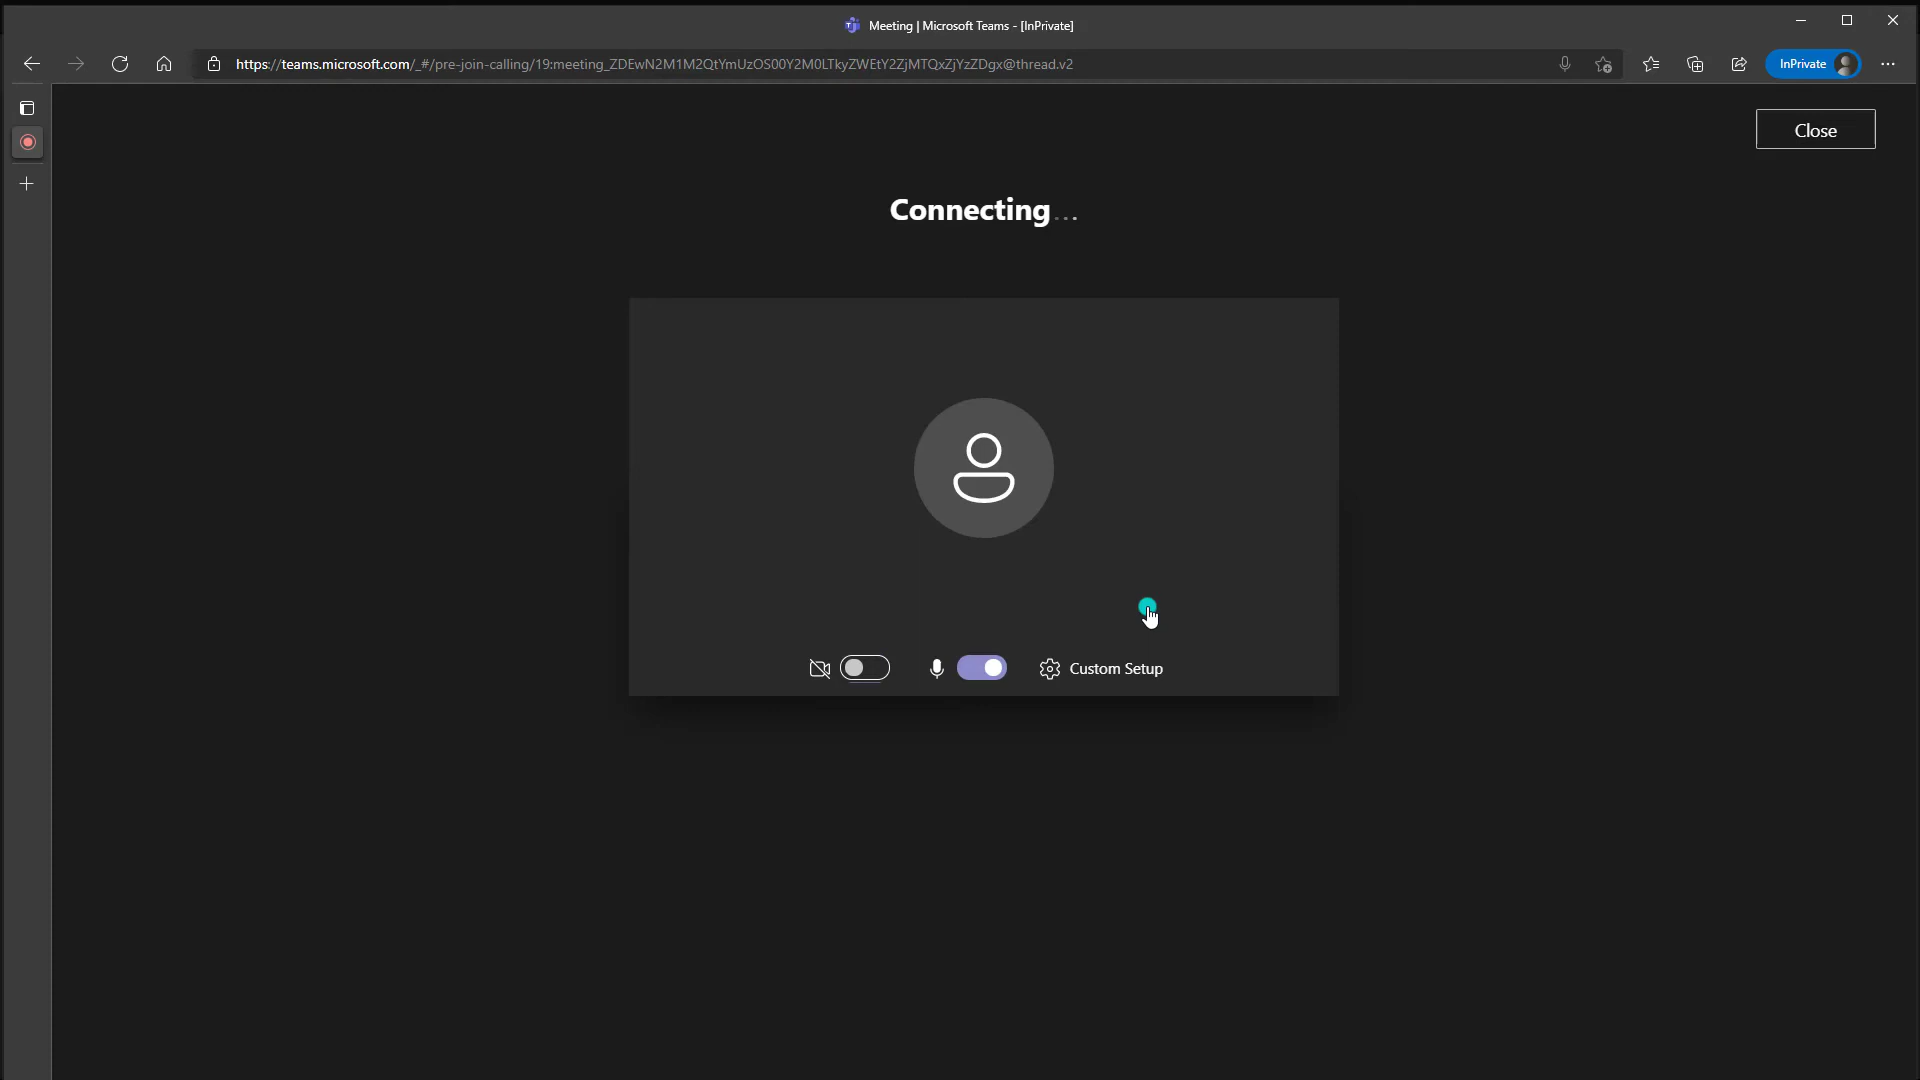 Meeting | Microsoft Teams - [InPrivate]
https://teams.microsoft.com/_#/pre-join-calling/19:meeting_ZDEwN2M1M2QtYmUzOS00Y2M0LTkyZWEtY2ZjMTQxZjYzZDgx@thread.v2
InPrivate
Close
Connecting...
Custom Setup